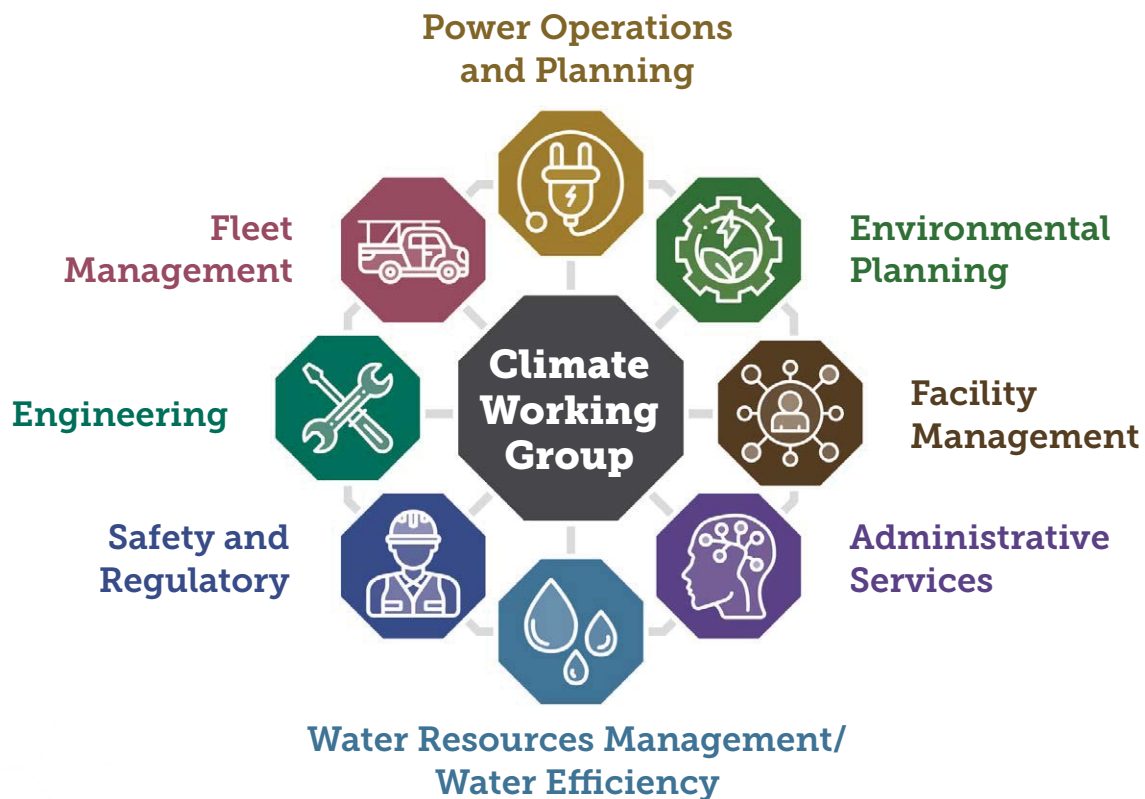 Power Operations
and Planning
Environmental
Planning
Facility
Management
Administrative
Services
Water Resources Management/
Water Efficiency
Safety and
Regulatory
Engineering
Fleet
Management
Climate
Working
Group